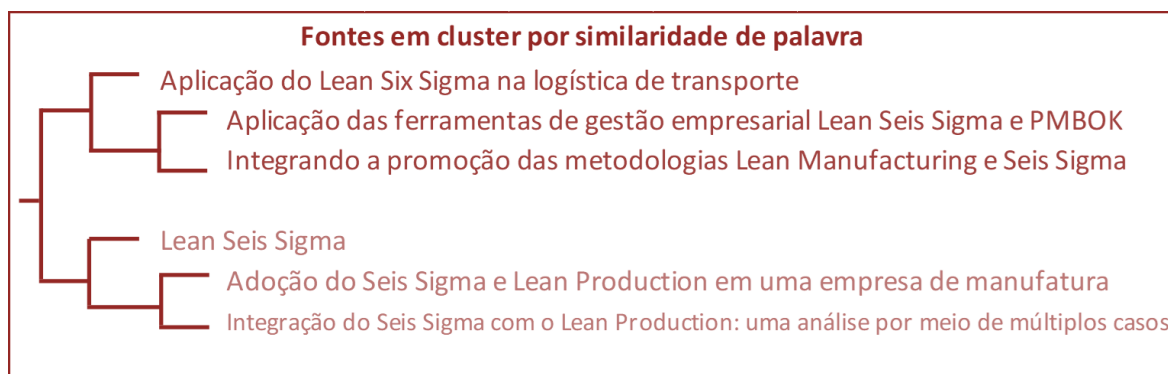 Fontes em cluster por similaridade de palavra
Aplicação do Lean Six Sigma na logística de transporte
Aplicação das ferramentas de gestão empresarial Lean Seis Sigma e PMBOK
Integrando a promoção das metodologias Lean Manufacturing e Seis Sigma
Lean Seis Sigma
Adoção do Seis Sigma e Lean Production em uma empresa de manufatura
Integração do Seis Sigma com o Lean Production: uma análise por meio de múltiplos casos